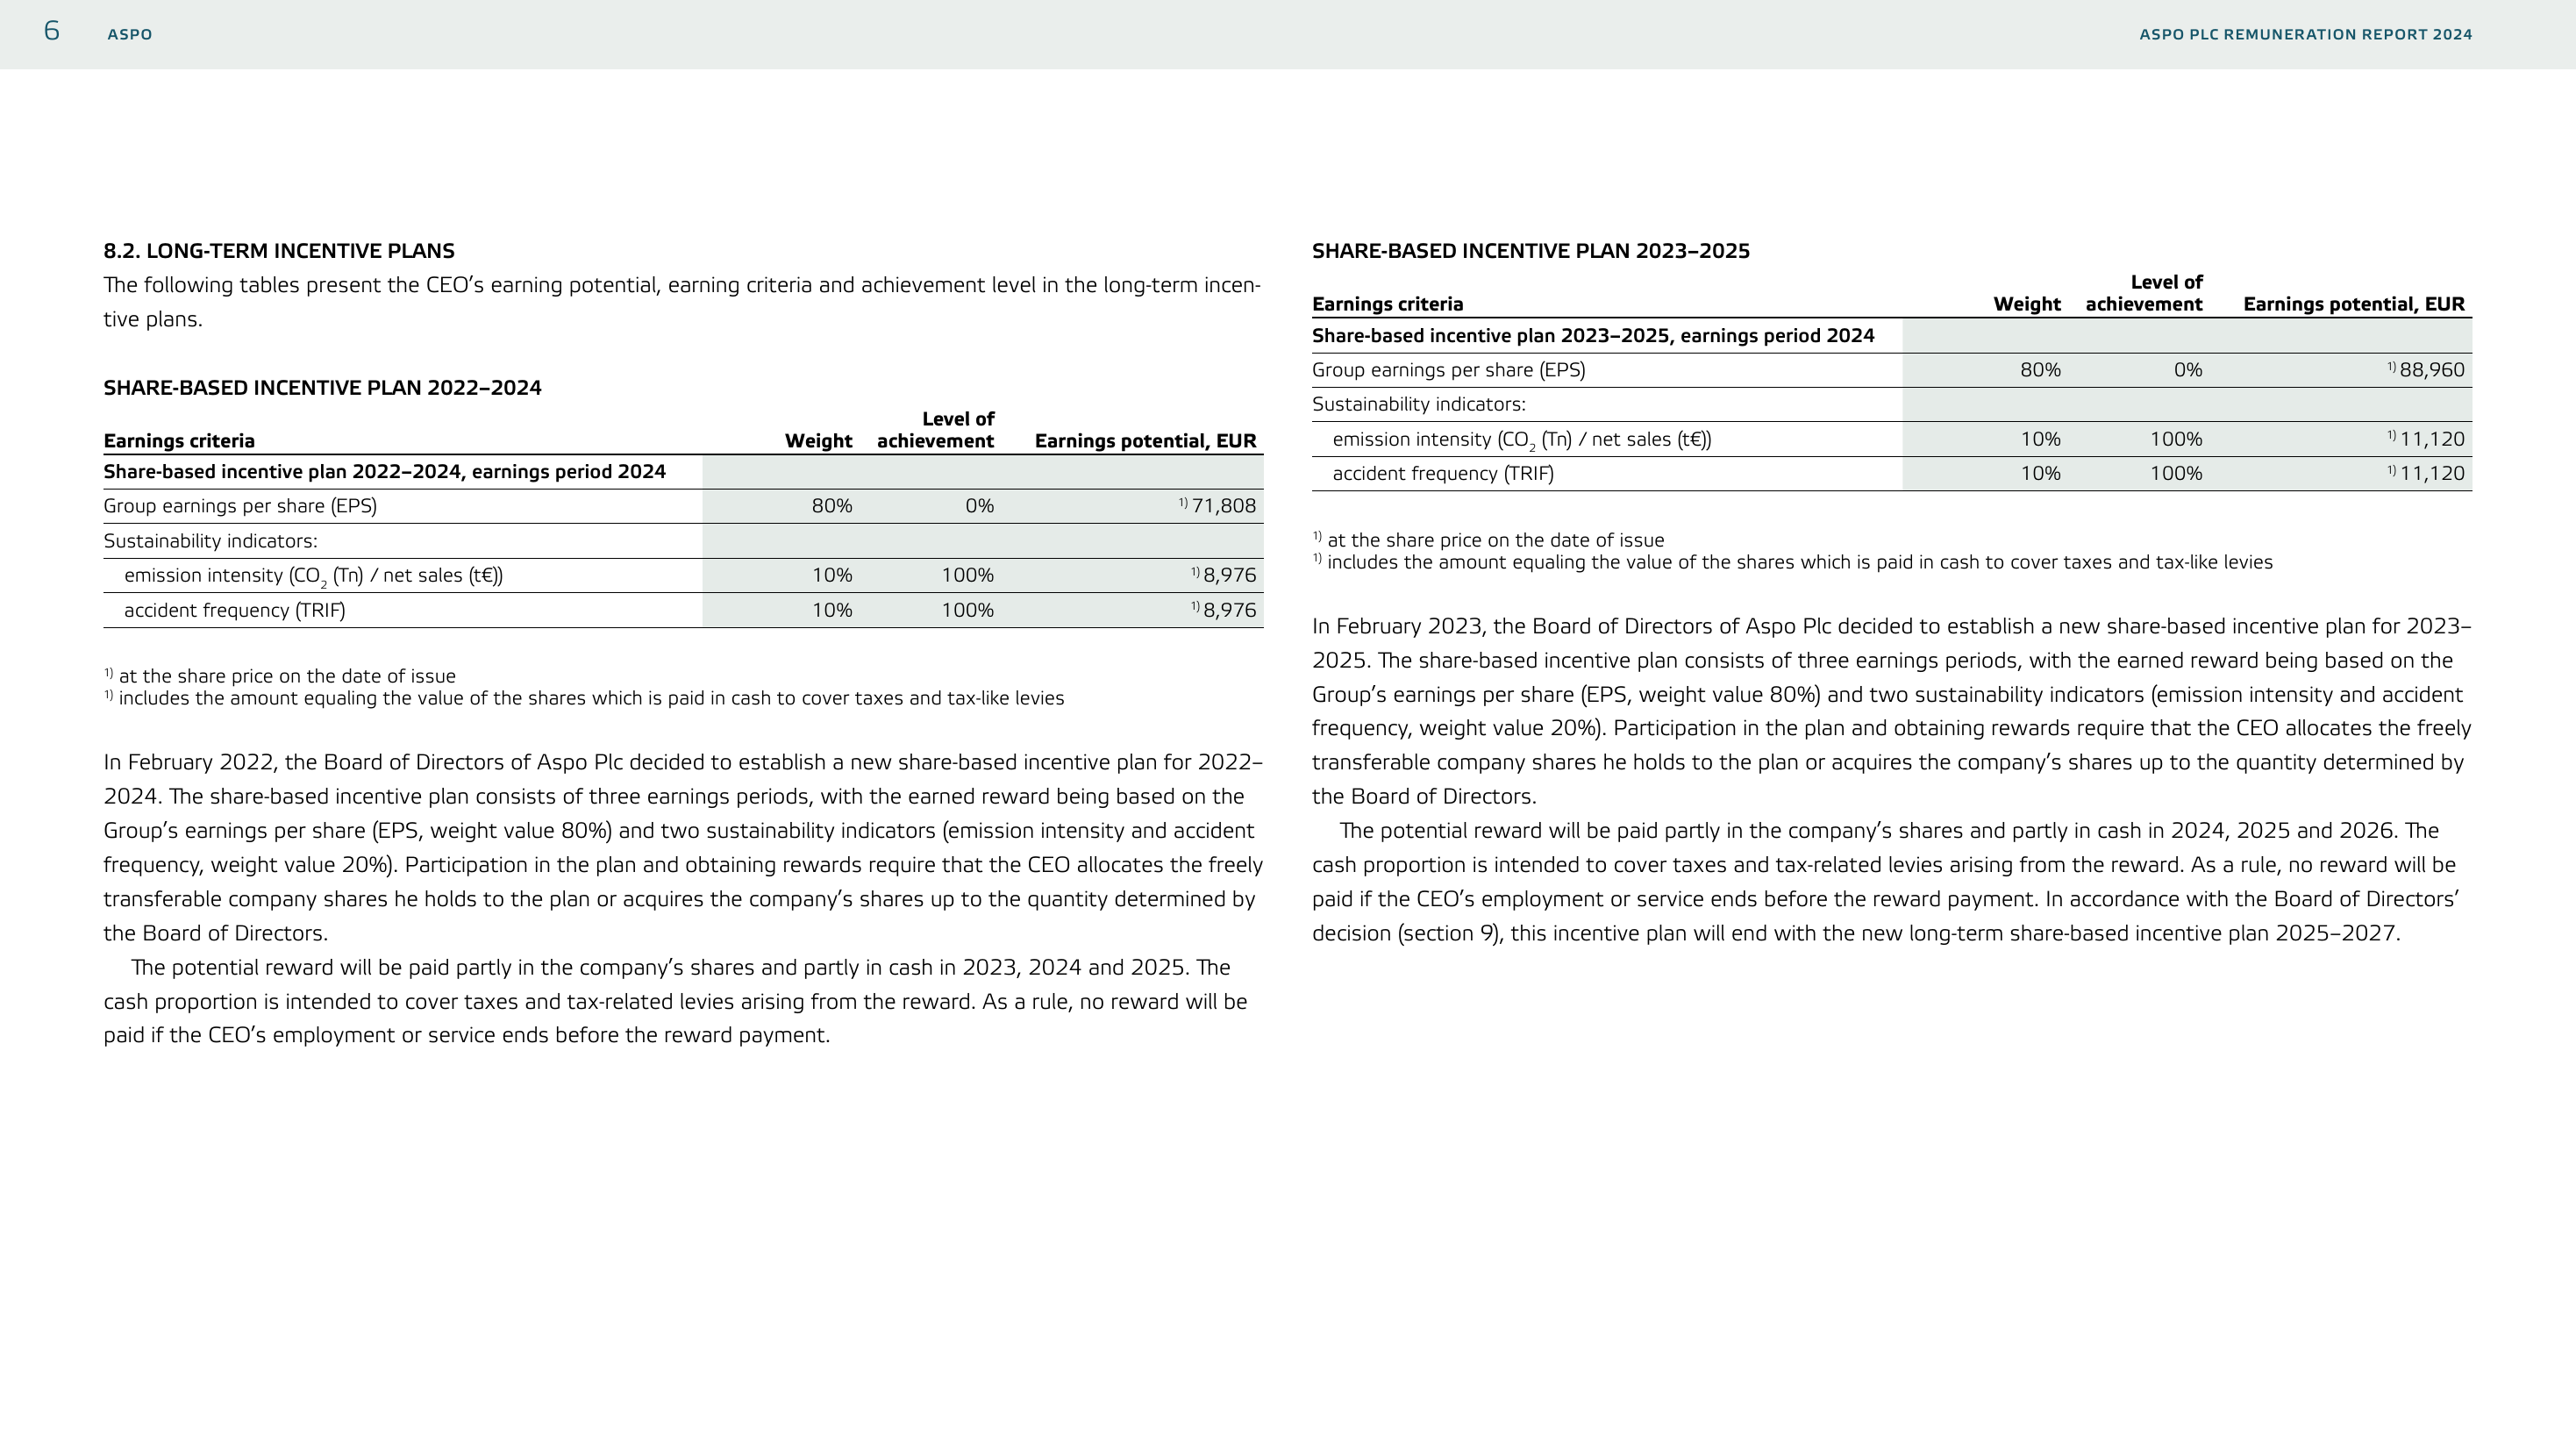 6 ASPO ASPO PLC REMUNERATION REPORT 2024
8.2. LONG-TERM INCENTIVE PLANS
The following tables present the CEO’s earning potential, earning criteria and achievement level in the long-term incen-
tive plans.
SHARE-BASED INCENTIVE PLAN 2022–2024
Earnings criteria Weight Level of achievement Earnings potential, EUR
Share-based incentive plan 2022–2024, earnings period 2024
Group earnings per share (EPS) 80% 0% ¹⁾ 71,808
Sustainability indicators:
emission intensity (CO₂ (Tn) / net sales (t€)) 10% 100% ¹⁾ 8,976
accident frequency (TRIF) 10% 100% ¹⁾ 8,976
¹⁾ at the share price on the date of issue
¹⁾ includes the amount equaling the value of the shares which is paid in cash to cover taxes and tax-like levies
In February 2022, the Board of Directors of Aspo Plc decided to establish a new share-based incentive plan for 2022–
2024. The share-based incentive plan consists of three earnings periods, with the earned reward being based on the
Group’s earnings per share (EPS, weight value 80%) and two sustainability indicators (emission intensity and accident
frequency, weight value 20%). Participation in the plan and obtaining rewards require that the CEO allocates the freely
transferable company shares he holds to the plan or acquires the company’s shares up to the quantity determined by
the Board of Directors.
The potential reward will be paid partly in the company’s shares and partly in cash in 2023, 2024 and 2025. The
cash proportion is intended to cover taxes and tax-related levies arising from the reward. As a rule, no reward will be
paid if the CEO’s employment or service ends before the reward payment.
SHARE-BASED INCENTIVE PLAN 2023–2025
Earnings criteria Weight Level of achievement Earnings potential, EUR
Share-based incentive plan 2023–2025, earnings period 2024
Group earnings per share (EPS) 80% 0% ¹⁾ 88,960
Sustainability indicators:
emission intensity (CO₂ (Tn) / net sales (t€)) 10% 100% ¹⁾ 11,120
accident frequency (TRIF) 10% 100% ¹⁾ 11,120
¹⁾ at the share price on the date of issue
¹⁾ includes the amount equaling the value of the shares which is paid in cash to cover taxes and tax-like levies
In February 2023, the Board of Directors of Aspo Plc decided to establish a new share-based incentive plan for 2023–
2025. The share-based incentive plan consists of three earnings periods, with the earned reward being based on the
Group’s earnings per share (EPS, weight value 80%) and two sustainability indicators (emission intensity and accident
frequency, weight value 20%). Participation in the plan and obtaining rewards require that the CEO allocates the freely
transferable company shares he holds to the plan or acquires the company’s shares up to the quantity determined by
the Board of Directors.
The potential reward will be paid partly in the company’s shares and partly in cash in 2024, 2025 and 2026. The
cash proportion is intended to cover taxes and tax-related levies arising from the reward. As a rule, no reward will be
paid if the CEO’s employment or service ends before the reward payment. In accordance with the Board of Directors’
decision (section 9), this incentive plan will end with the new long-term share-based incentive plan 2025–2027.